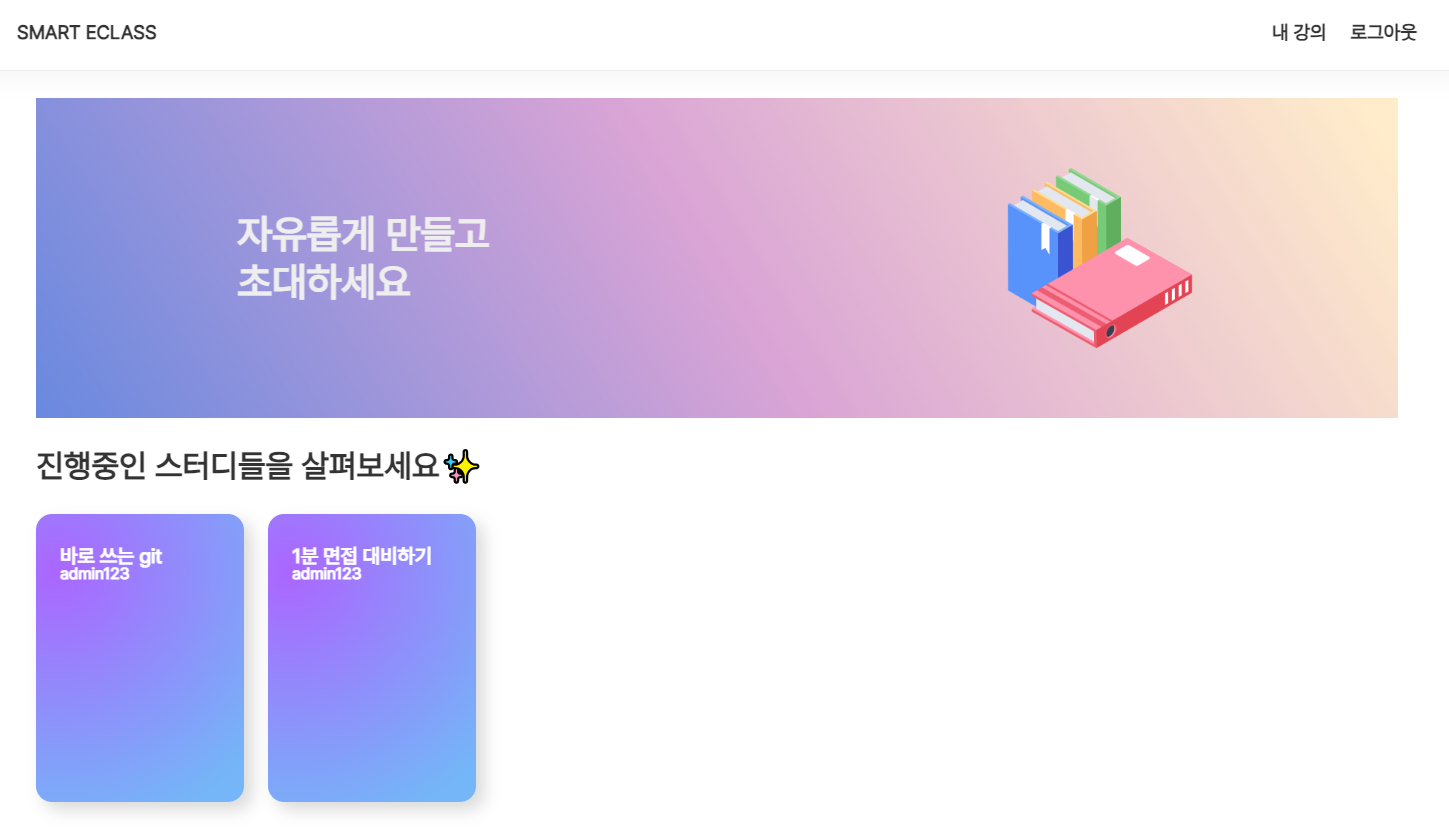 SMART ECLASS
내 강의
로그아웃
자유롭게 만들고
초대하세요
진행중인 스터디들을 살펴보세요✨
바로 쓰는 git
admin123
1분 면접 대비하기
admin123